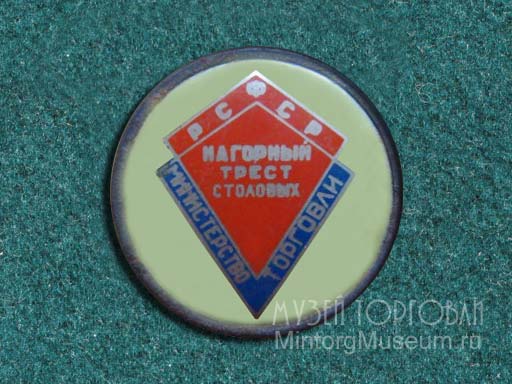 РСФСР
НАГОРНЫЙ
ТРЕСТ
СТОЛОВЫХ
МИНИСТЕРСТВО
ТОРГОВЛИ
МУЗЕЙ ТОРГОВЛИ
MintorgMuseum.ru